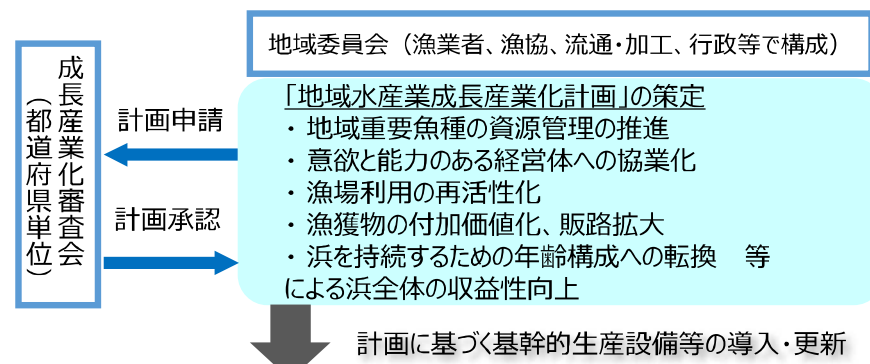 地域委員会（漁業者、漁協、流通・加工、行政等で構成）
成長産業化審査会
（都道府県単位）
計画申請
計画承認
「地域水産業成長産業化計画」の策定
・ 地域重要魚種の資源管理の推進
・ 意欲と能力のある経営体への協業化
・ 漁場利用の再活性化
・ 漁獲物の付加価値化、販路拡大
・ 浜を持続するための年齢構成への転換　等
による浜全体の収益性向上
計画に基づく基幹的生産設備等の導入・更新